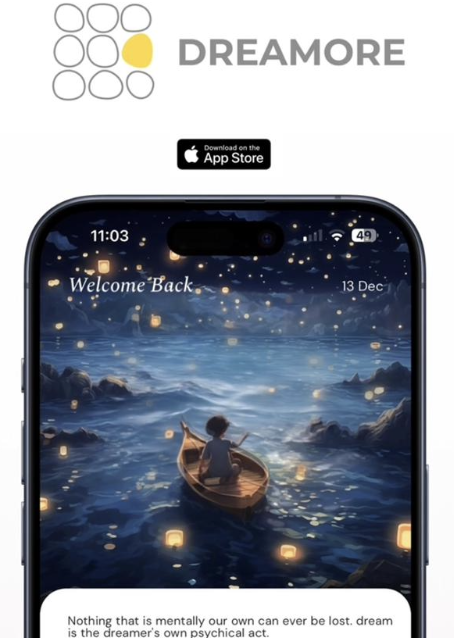 DREAMORE
Download on the
App Store
11:03
49
Welcome Back
13 Dec
Nothing that is mentally our own can ever be lost. dream
is the dreamer's own psychical act.